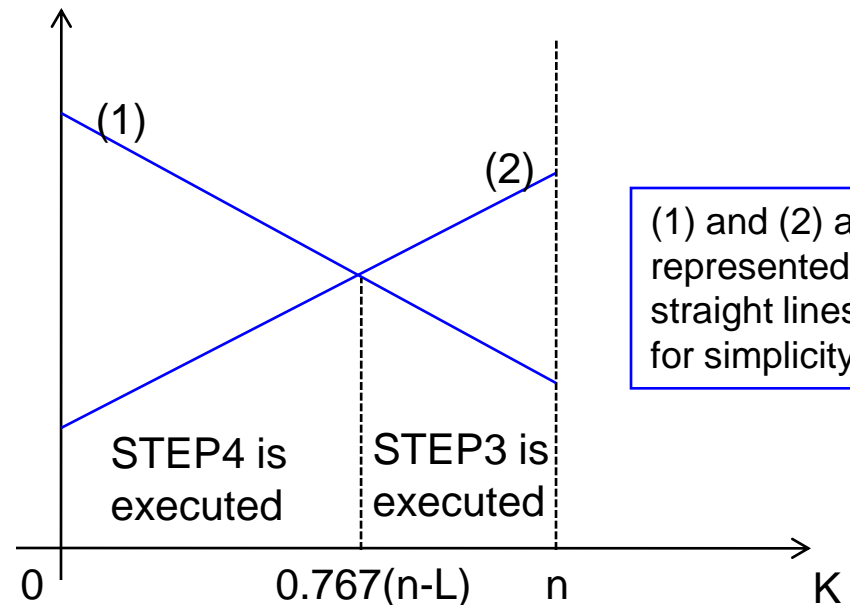 (1)
(2)
(1) and (2) a
represented
straight lines
for simplicity
STEP4 is
executed
STEP3 is
executed
0
0.767(n-L)
n
K